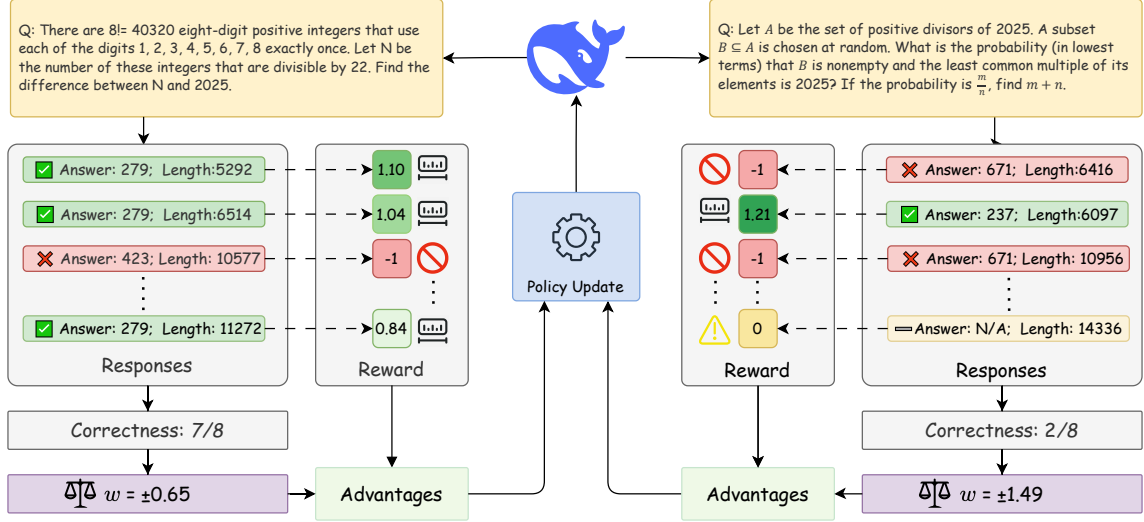 Q: There are 8!= 40320 eight-digit positive integers that use
each of the digits 1, 2, 3, 4, 5, 6, 7, 8 exactly once. Let N be
the number of these integers that are divisible by 22. Find the
difference between N and 2025.
Q: Let A be the set of positive divisors of 2025. A subset
B ⊆ A is chosen at random. What is the probability (in lowest
terms) that B is nonempty and the least common multiple of its
elements is 2025? If the probability is m/n, find m + n.
Answer: 279; Length:5292
Answer: 279; Length:6514
Answer: 423; Length: 10577
Answer: 279; Length: 11272
Responses
1.10
1.04
-1
0.84
Reward
Policy Update
-1
1.21
-1
0
Reward
Answer: 671; Length:6416
Answer: 237; Length:6097
Answer: 671; Length:10956
Answer: N/A; Length: 14336
Responses
Correctness: 7/8
Correctness: 2/8
w = ±0.65
Advantages
Advantages
w = ±1.49